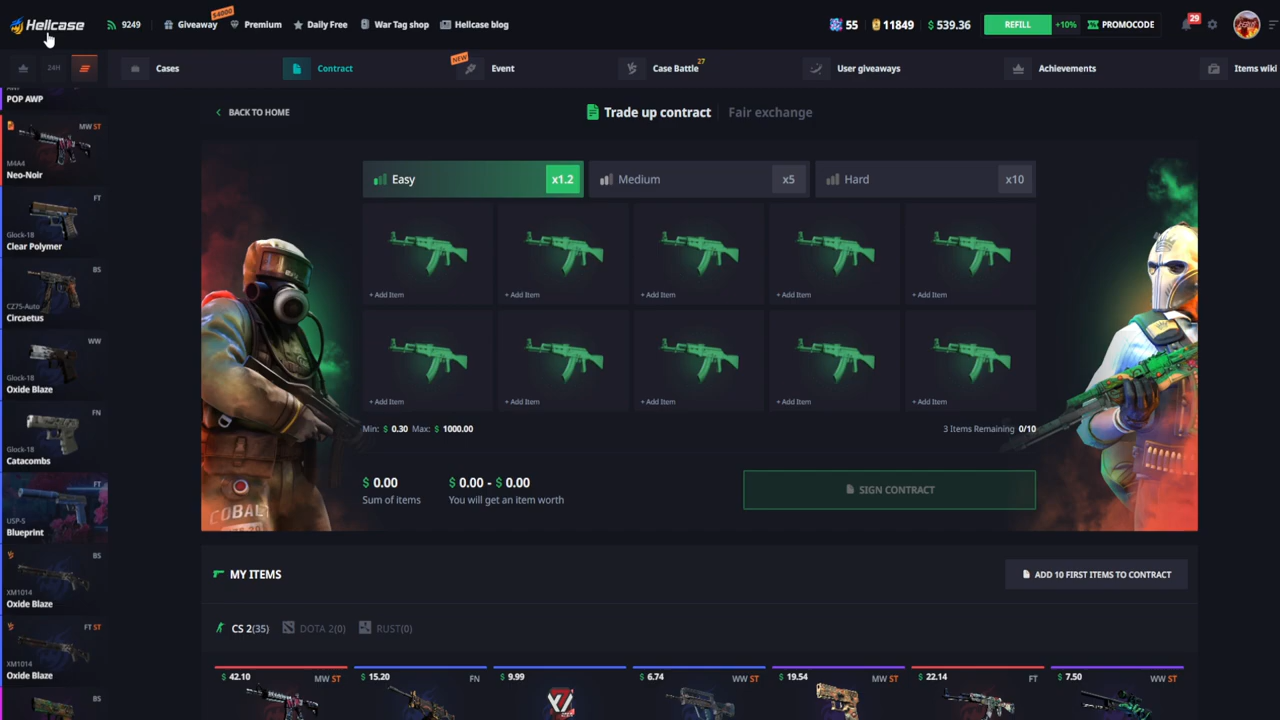 Hellcase
9249
Giveaway
$4000
Premium
Daily Free
War Tag shop
Hellcase blog
55
11849
$ 539.36
REFILL
+10%
PROMOCODE
29
24H
Cases
Contract
NEW
Event
Case Battle
27
User giveaways
Achievements
Items wiki
POP AWP
MW ST
M4A4
Neo-Noir
FT
Glock-18
Clear Polymer
BS
CZ75-Auto
Circaetus
WW
Glock-18
Oxide Blaze
FN
Glock-18
Catacombs
FT
USP-S
Blueprint
BS
XM1014
Oxide Blaze
FT ST
XM1014
Oxide Blaze
BS
BACK TO HOME
Trade up contract
Fair exchange
Easy
x1.2
Medium
x5
Hard
x10
+ Add Item
+ Add Item
+ Add Item
+ Add Item
+ Add Item
+ Add Item
+ Add Item
+ Add Item
+ Add Item
+ Add Item
Min: $ 0.30 Max: $ 1000.00
3 Items Remaining 0/10
$ 0.00
Sum of items
$ 0.00 - $ 0.00
You will get an item worth
SIGN CONTRACT
COBALT
MY ITEMS
ADD 10 FIRST ITEMS TO CONTRACT
CS 2(35)
DOTA 2(0)
RUST(0)
$ 42.10
MW ST
$ 15.20
FN
$ 9.99
$ 6.74
WW ST
$ 19.54
MW ST
$ 22.14
FT
$ 7.50
WW ST